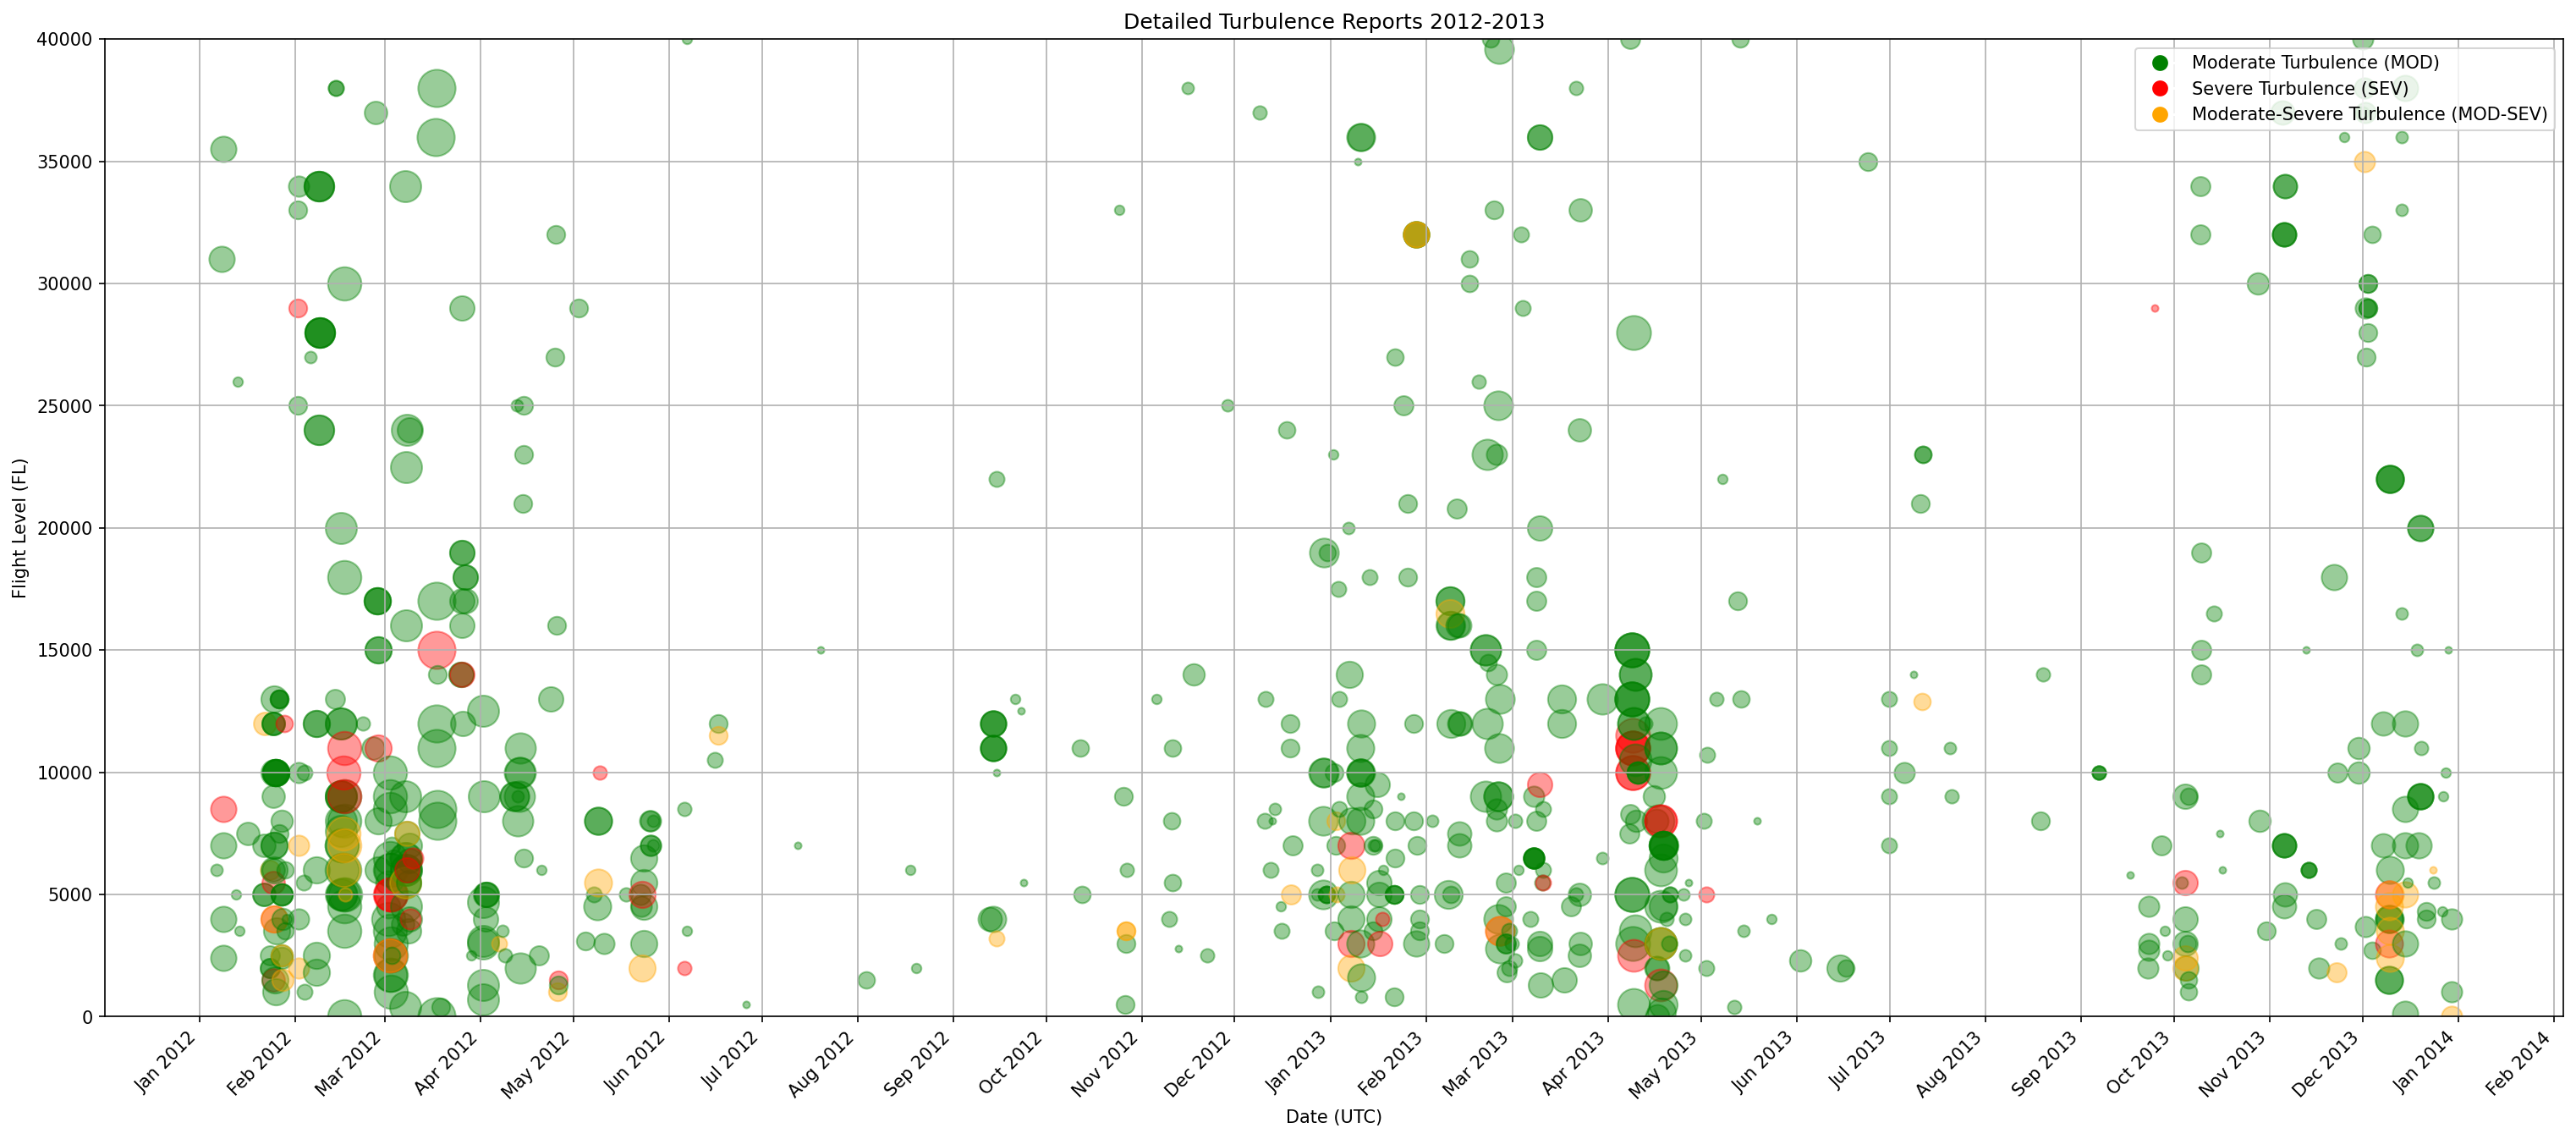 Detailed Turbulence Reports 2012-2013
Flight Level (FL)
40000
35000
30000
25000
20000
15000
10000
5000
0
Moderate Turbulence (MOD)
Severe Turbulence (SEV)
Moderate-Severe Turbulence (MOD-SEV)
Jan 2012
Feb 2012
Mar 2012
Apr 2012
May 2012
Jun 2012
Jul 2012
Aug 2012
Sep 2012
Oct 2012
Nov 2012
Dec 2012
Jan 2013
Feb 2013
Mar 2013
Apr 2013
May 2013
Jun 2013
Jul 2013
Aug 2013
Sep 2013
Oct 2013
Nov 2013
Dec 2013
Jan 2014
Feb 2014
Date (UTC)